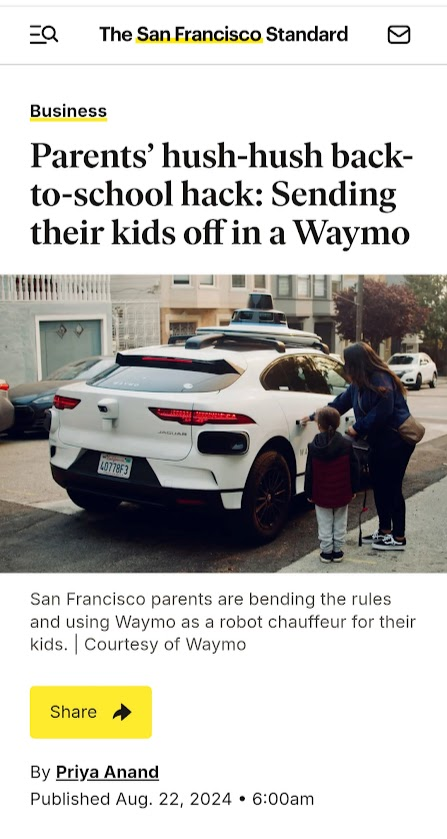 The San Francisco Standard
Business
Parents’ hush-hush back-
to-school hack: Sending
their kids off in a Waymo
JAGUAR
40778F3
San Francisco parents are bending the rules
and using Waymo as a robot chauffeur for their
kids. | Courtesy of Waymo
Share
By Priya Anand
Published Aug. 22, 2024 • 6:00am